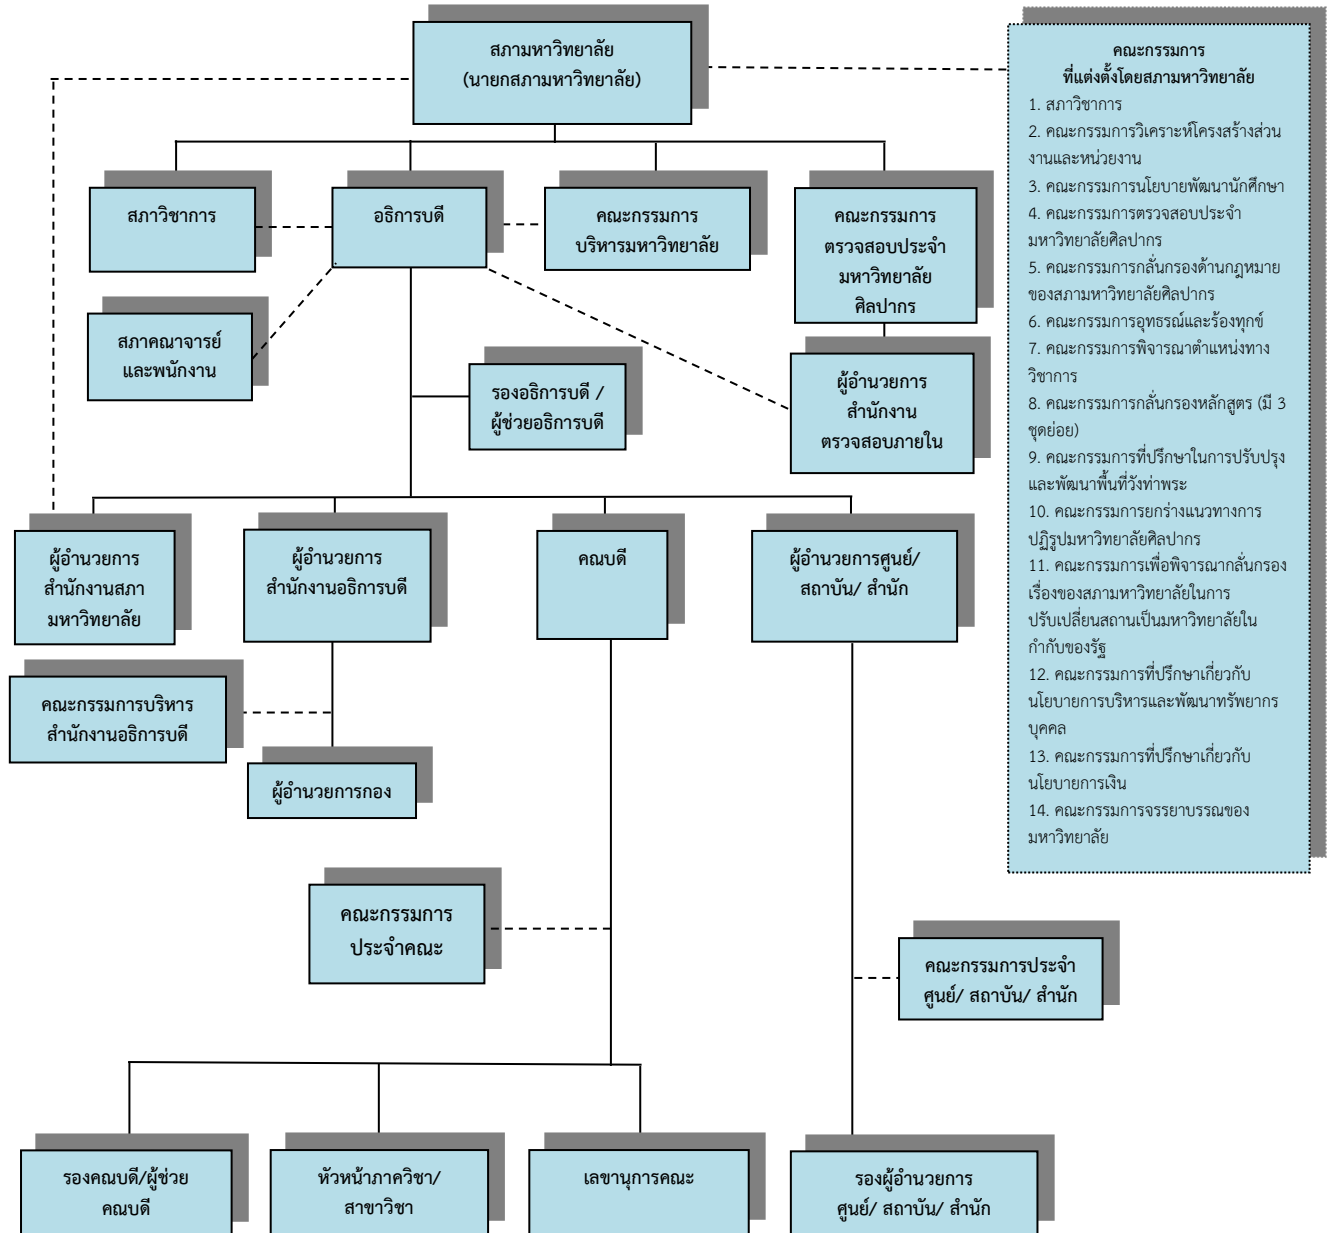 สภามหาวิทยาลัย
(นายกสภามหาวิทยาลัย)
คณะกรรมการ
ที่แต่งตั้งโดยสภามหาวิทยาลัย
1. สภาวิชาการ
2. คณะกรรมการวิเคราะห์โครงสร้างส่วน
งานและหน่วยงาน
3. คณะกรรมการนโยบายพัฒนานักศึกษา
4. คณะกรรมการตรวจสอบประจำ
มหาวิทยาลัยศิลปากร
5. คณะกรรมการกลั่นกรองด้านกฎหมาย
ของสภามหาวิทยาลัยศิลปากร
6. คณะกรรมการอุทธรณ์และร้องทุกข์
7. คณะกรรมการพิจารณาตำแหน่งทาง
วิชาการ
8. คณะกรรมการกลั่นกรองหลักสูตร (มี 3
ชุดย่อย)
9. คณะกรรมการที่ปรึกษาในการปรับปรุง
และพัฒนาพื้นที่วังท่าพระ
10. คณะกรรมการยกร่างแนวทางการ
ปฏิรูปมหาวิทยาลัยศิลปากร
11. คณะกรรมการเพื่อพิจารณากลั่นกรอง
เรื่องของสภามหาวิทยาลัยในการ
ปรับเปลี่ยนสถานเป็นมหาวิทยาลัยใน
กำกับของรัฐ
12. คณะกรรมการที่ปรึกษาเกี่ยวกับ
นโยบายการบริหารและพัฒนาทรัพยากร
บุคคล
13. คณะกรรมการที่ปรึกษาเกี่ยวกับ
นโยบายการเงิน
14. คณะกรรมการจรรยาบรรณของ
มหาวิทยาลัย
สภาวิชาการ
อธิการบดี
คณะกรรมการ
บริหารมหาวิทยาลัย
คณะกรรมการ
ตรวจสอบประจำ
มหาวิทยาลัย
ศิลปากร
สภาคณาจารย์
และพนักงาน
รองอธิการบดี /
ผู้ช่วยอธิการบดี
ผู้อำนวยการ
สำนักงาน
ตรวจสอบภายใน
ผู้อำนวยการ
สำนักงานสภา
มหาวิทยาลัย
ผู้อำนวยการ
สำนักงานอธิการบดี
คณบดี
ผู้อำนวยการศูนย์/
สถาบัน/ สำนัก
คณะกรรมการบริหาร
สำนักงานอธิการบดี
ผู้อำนวยการกอง
คณะกรรมการ
ประจำคณะ
คณะกรรมการประจำ
ศูนย์/ สถาบัน/ สำนัก
รองคณบดี/ผู้ช่วย
คณบดี
หัวหน้าภาควิชา/
สาขาวิชา
เลขานุการคณะ
รองผู้อำนวยการ
ศูนย์/ สถาบัน/ สำนัก